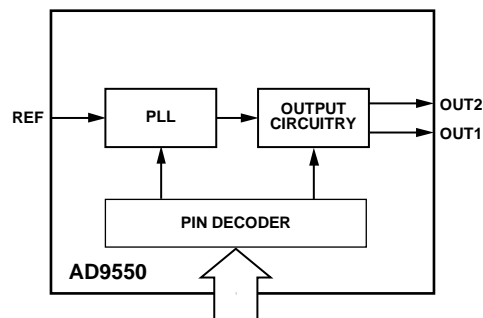 REF
PLL
OUTPUT
CIRCUITRY
OUT2
OUT1
PIN DECODER
AD9550